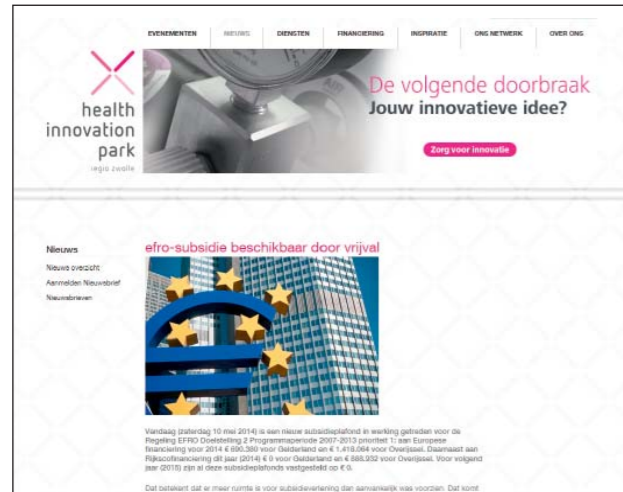 EVENEMENTEN NIEUWS DIENSTEN FINANCIERING INSPIRATIE ONS NETWERK OVER ONS
health
innovation
park
regio zwolle
De volgende doorbraak
Jouw innovatieve idee?
Zorg voor innovatie
Nieuws
Nieuws overzicht
Aanmelden Nieuwsbrief
Nieuwsbrieven
efro-subsidie beschikbaar door vrijval
Vandaag (zaterdag 10 mei 2014) is een nieuw subsidieplafond in werking getreden voor de
Regeling EFRO Doelstelling 2 Programmaperiode 2007-2013 prioriteit 1: aan Europese
financiering voor 2014 € 690.380 voor Gelderland en € 1.418.064 voor Overijssel. Daarnaast aan
Rijkscofinanciering dit jaar (2014) € 0 voor Gelderland en € 888.932 voor Overijssel. Voor volgend
jaar (2015) zijn al deze subsidieplafonds vastgesteld op € 0.
Dat betekent dat er meer ruimte is voor subsidieverlening dan aanvankelijk was voorzien. Dat komt